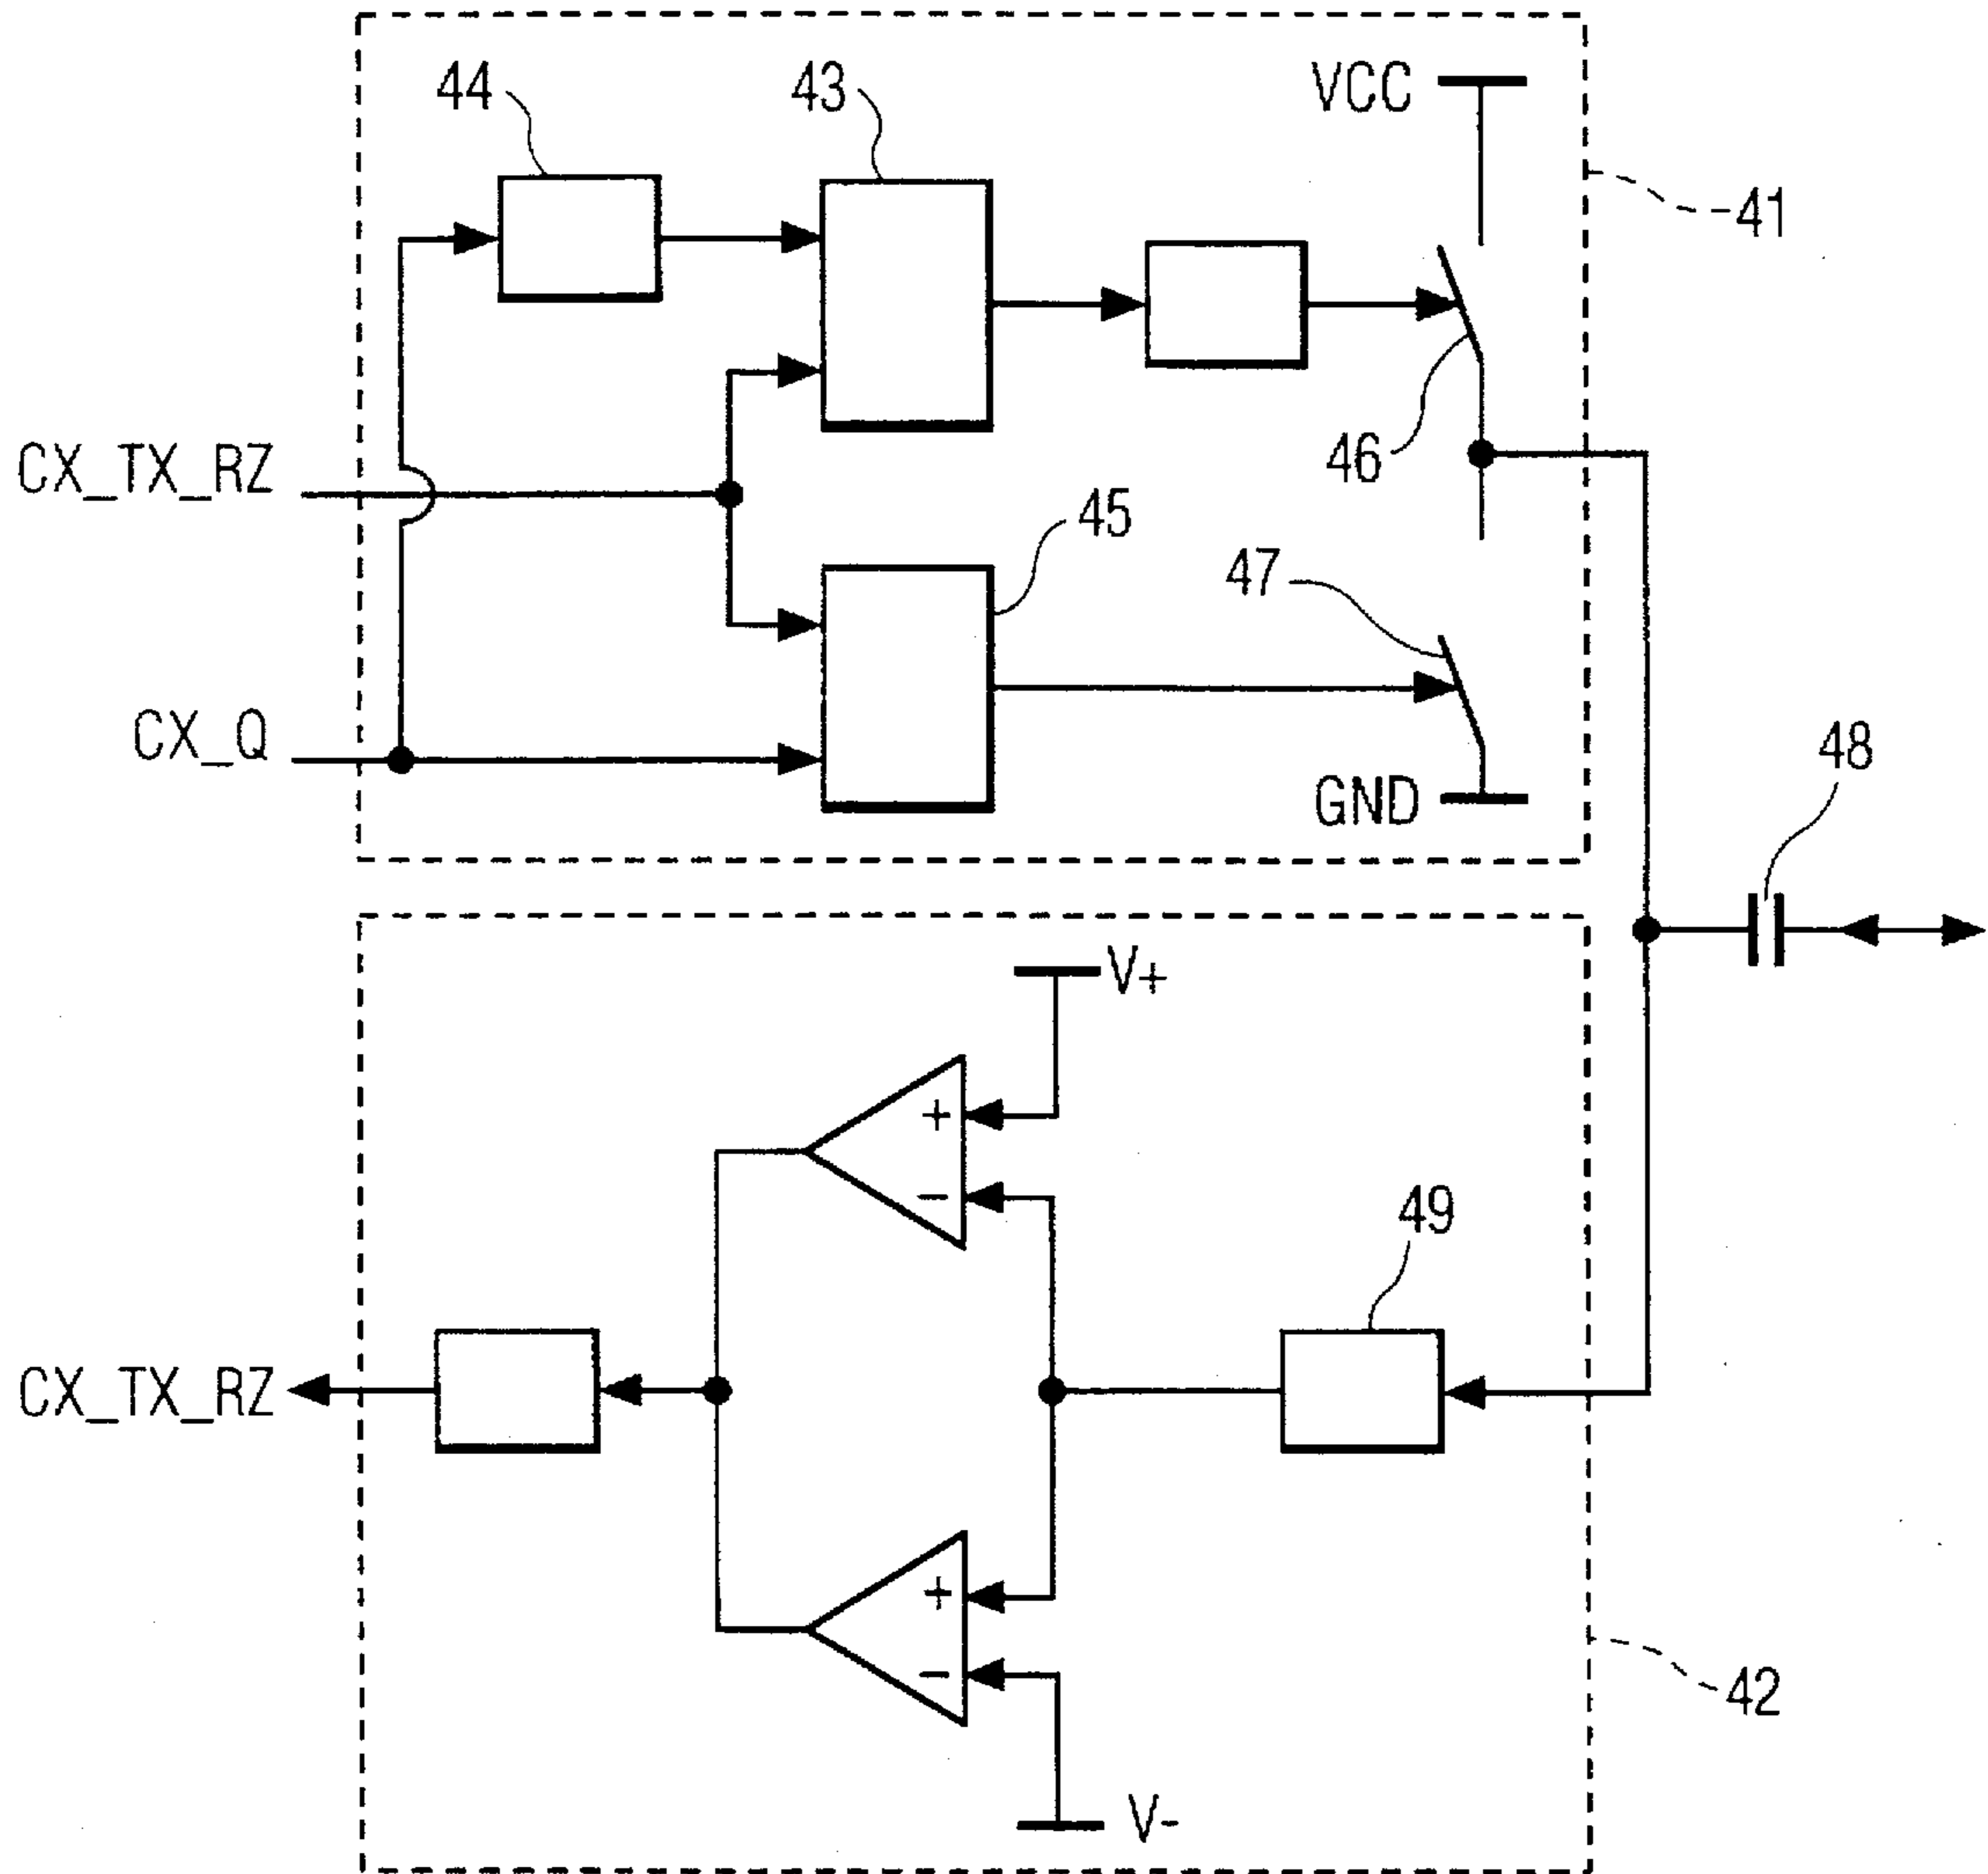 44
43
VCC
41
46
CX_TX_RZ
45
47
CX_Q
GND
48
V+
+
-
49
CX_TX_RZ
+
-
42
V-